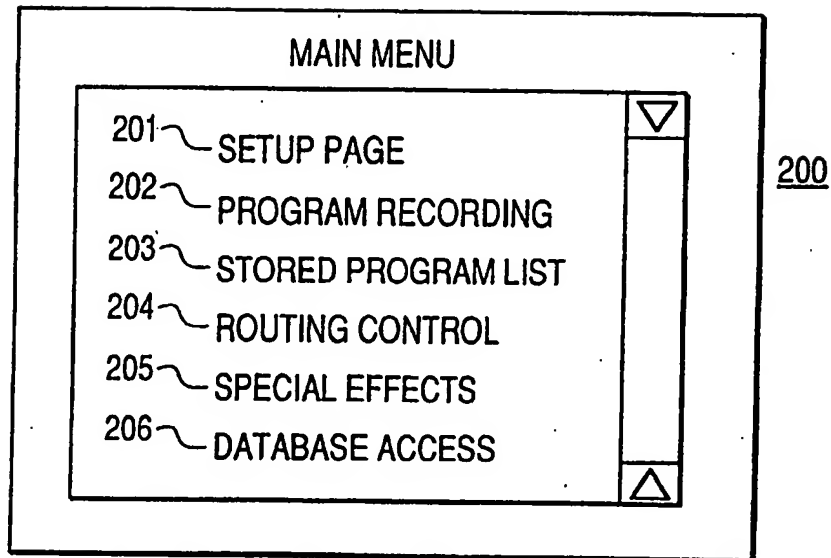 MAIN MENU
201 SETUP PAGE
200
202 PROGRAM RECORDING
203 STORED PROGRAM LIST
204 ROUTING CONTROL
205 SPECIAL EFFECTS
206 DATABASE ACCESS